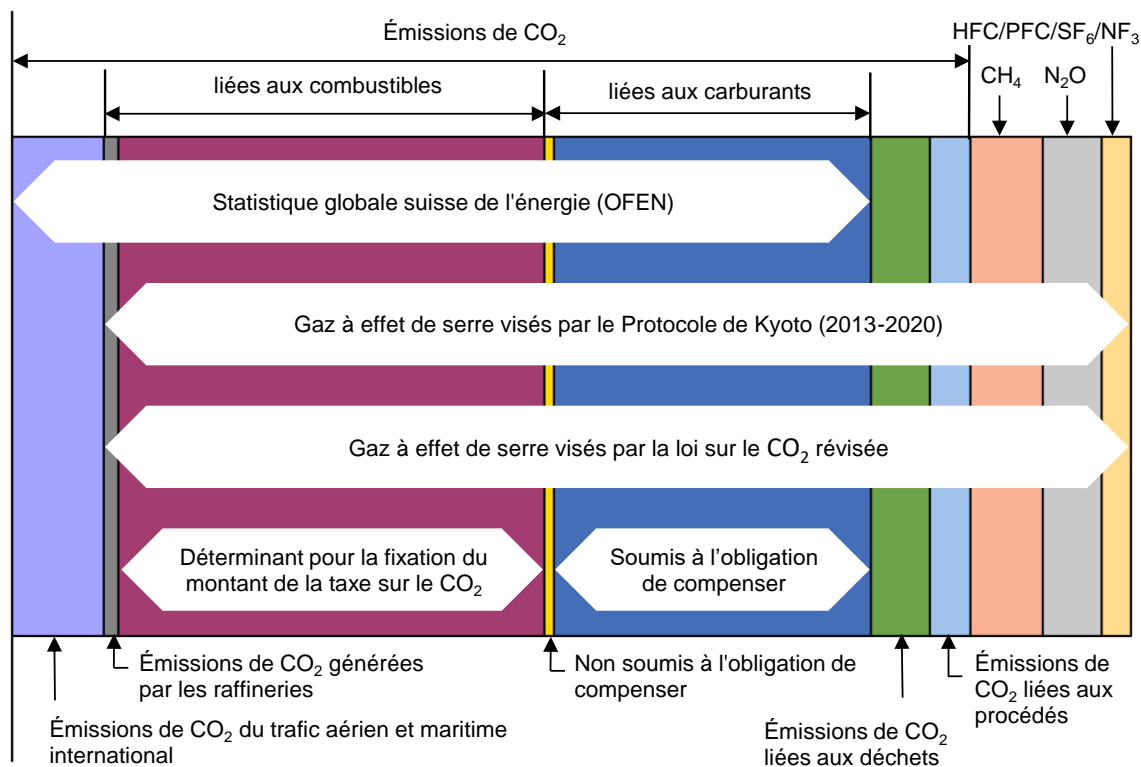 Émissions de CO₂
HFC/PFC/SF₆/NF₃
liées aux combustibles
liées aux carburants
CH₄
N₂O
Statistique globale suisse de l'énergie (OFEN)
Gaz à effet de serre visés par le Protocole de Kyoto (2013-2020)
Gaz à effet de serre visés par la loi sur le CO₂ révisée
Déterminant pour la fixation du
montant de la taxe sur le CO₂
Soumis à l’obligation
de compenser
Émissions de CO₂ générées
par les raffineries
Non soumis à l'obligation de
compenser
Émissions de
CO₂ liées aux
procédés
Émissions de CO₂ du trafic aérien et maritime
international
Émissions de CO₂
liées aux déchets